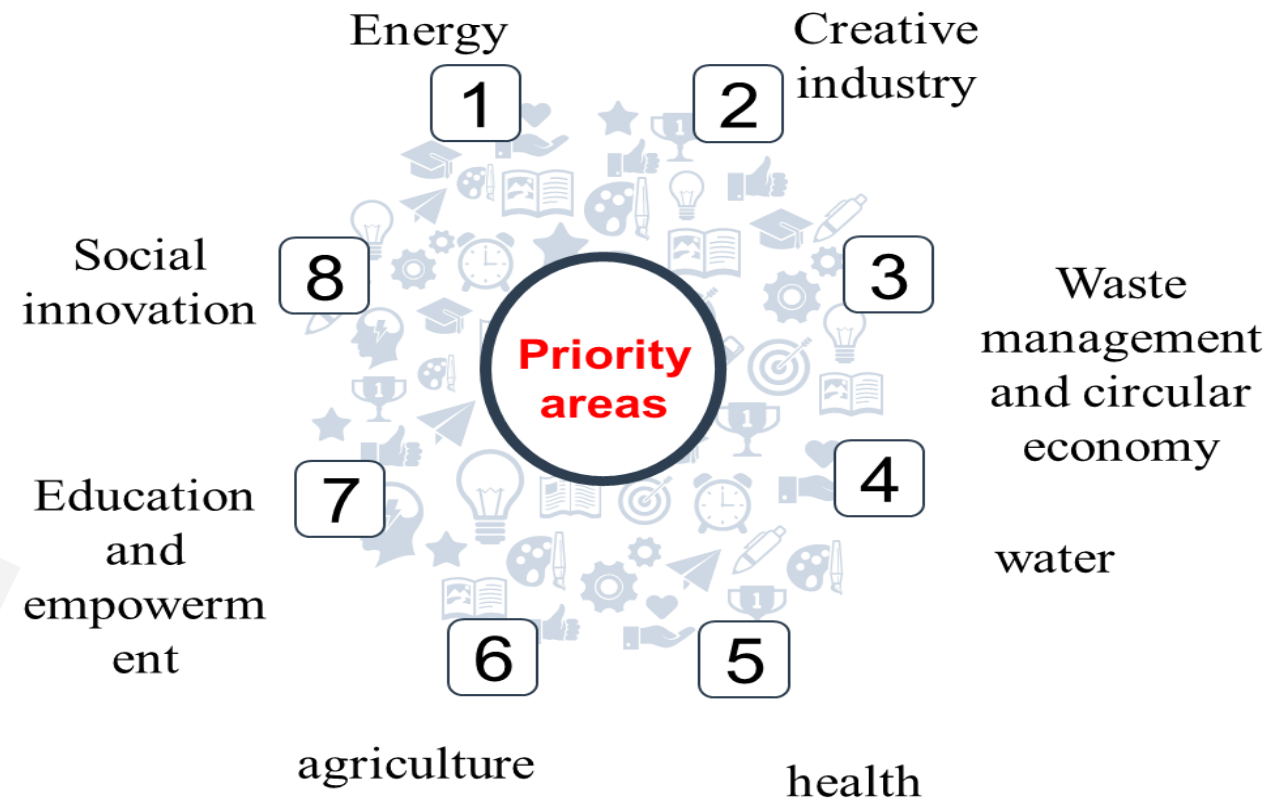 Energy
1
Creative
industry
2
3
Waste
management
and circular
economy
4
water
5
health
6
agriculture
7
Education
and
empowerm
ent
8
Social
innovation
Priority
areas